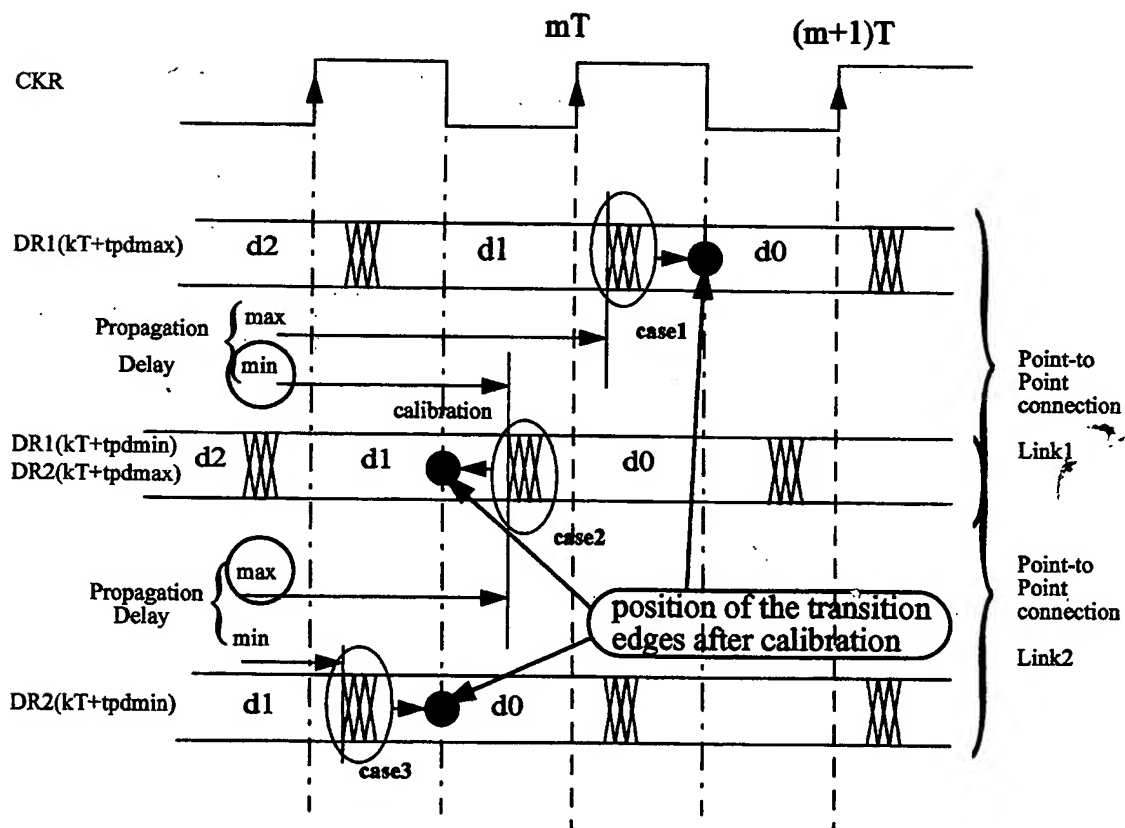 mT
(m+1)T
CKR
DR1(kT+tpdmax)
d2
d1
d0
Propagation
Delay
max
min
case1
calibration
Point-to
Point
connection
Link1
DR1(kT+tpdmin)
DR2(kT+tpdmax)
d2
d1
d0
case2
Propagation
Delay
max
min
position of the transition
edges after calibration
Point-to
Point
connection
Link2
DR2(kT+tpdmin)
d1
d0
case3